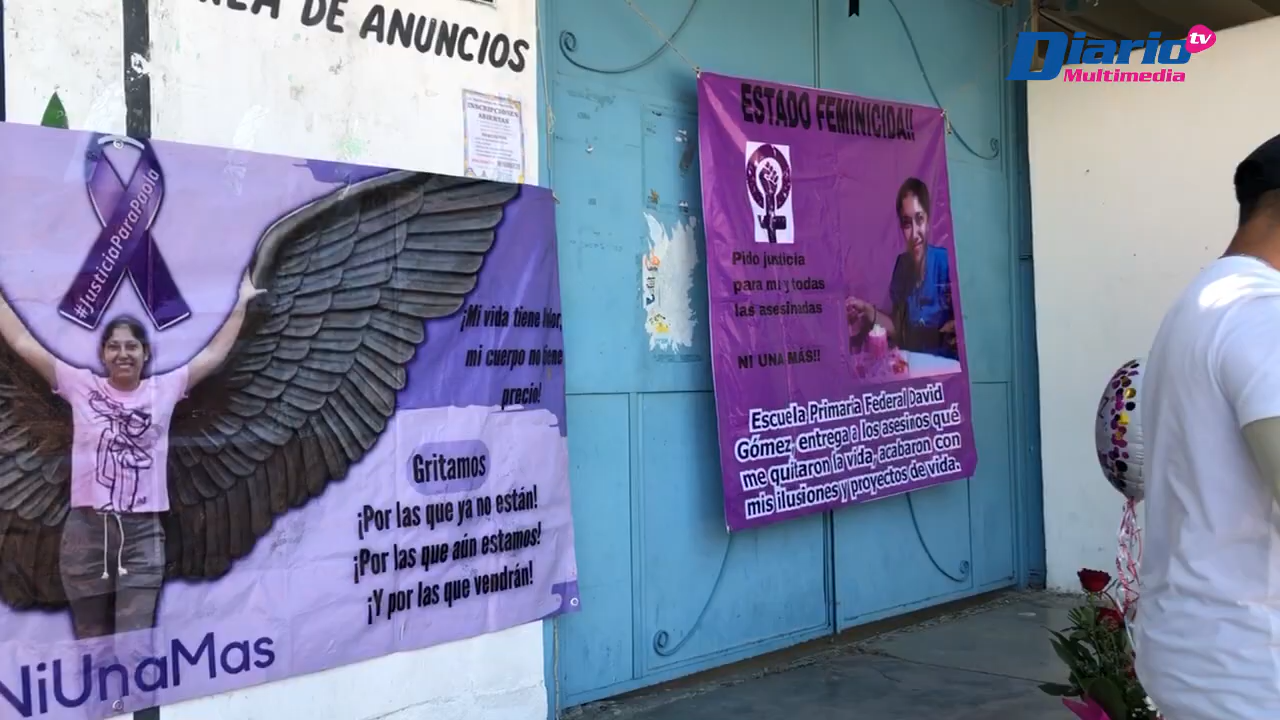 DE ANUNCIOS
Diario tv
Multimedia
INSCRIPCIONES
ABIERTAS
#JusticiaParaPaola
¡Mi vida tiene valor,
mi cuerpo no tiene
precio!
Gritamos
¡Por las que ya no están!
¡Por las que aún estamos!
¡Y por las que vendrán!
NiUnaMas
ESTADO FEMINICIDA!!
Pido justicia
para mi y todas
las asesinadas
NI UNA MÁS!!
Escuela Primaria Federal David
Gómez, entrega a los asesinos qué
me quitaron la vida, acabaron con
mis ilusiones y proyectos de vida.